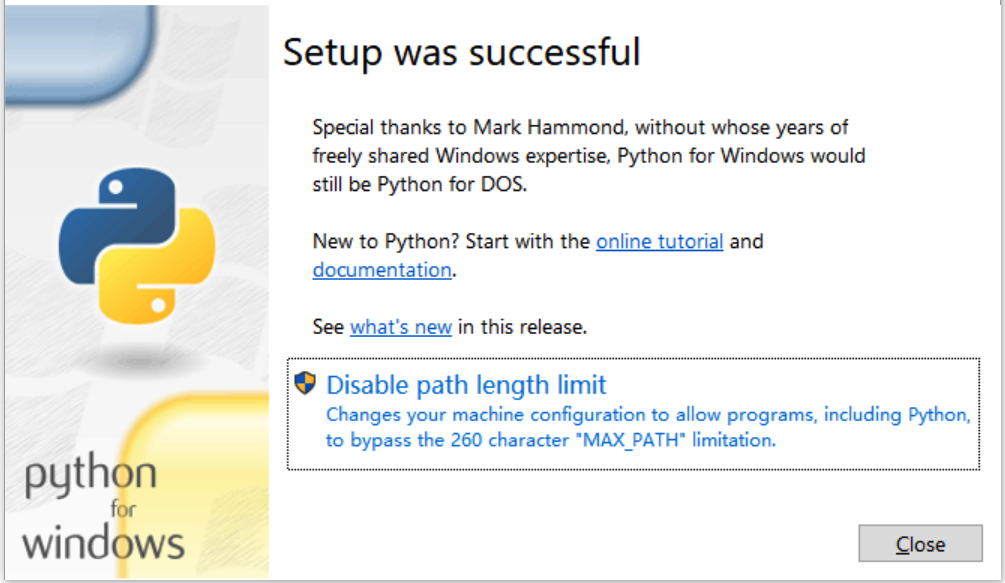 Setup was successful
Special thanks to Mark Hammond, without whose years of
freely shared Windows expertise, Python for Windows would
still be Python for DOS.
New to Python? Start with the online tutorial and
documentation.
See what's new in this release.
Disable path length limit
Changes your machine configuration to allow programs, including Python,
to bypass the 260 character "MAX_PATH" limitation.
python
for
windows
Close